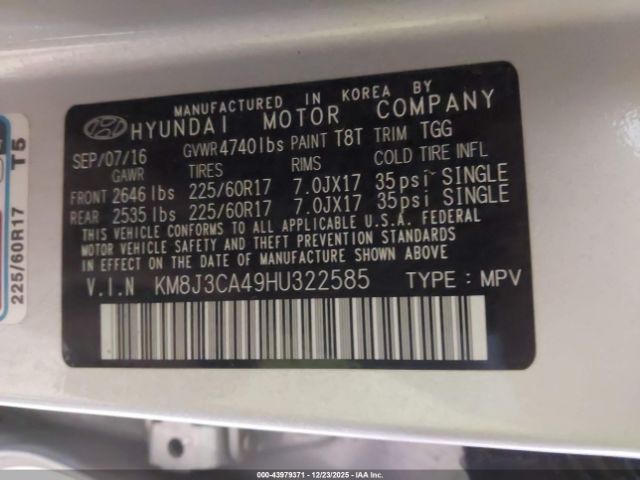 MANUFACTURED IN KOREA BY
HYUNDAI MOTOR COMPANY
SEP/07/16 GVWR 4740lbs PAINT T8T TRIM TGG
GAWR TIRES RIMS COLD TIRE INFL
FRONT 2646 lbs 225/60R17 7.0JX17 35psi SINGLE
REAR 2535 lbs 225/60R17 7.0JX17 35psi SINGLE
THIS VEHICLE CONFORMS TO ALL APPLICABLE U.S.A. FEDERAL
MOTOR VEHICLE SAFETY AND THEFT PREVENTION STANDARDS
IN EFFECT ON THE DATE OF MANUFACTURE SHOWN ABOVE
V.I.N KM8J3CA49HU322585 TYPE : MPV
225/60R17 T5
000-43979371 - 12/23/2025 - IAA Inc.